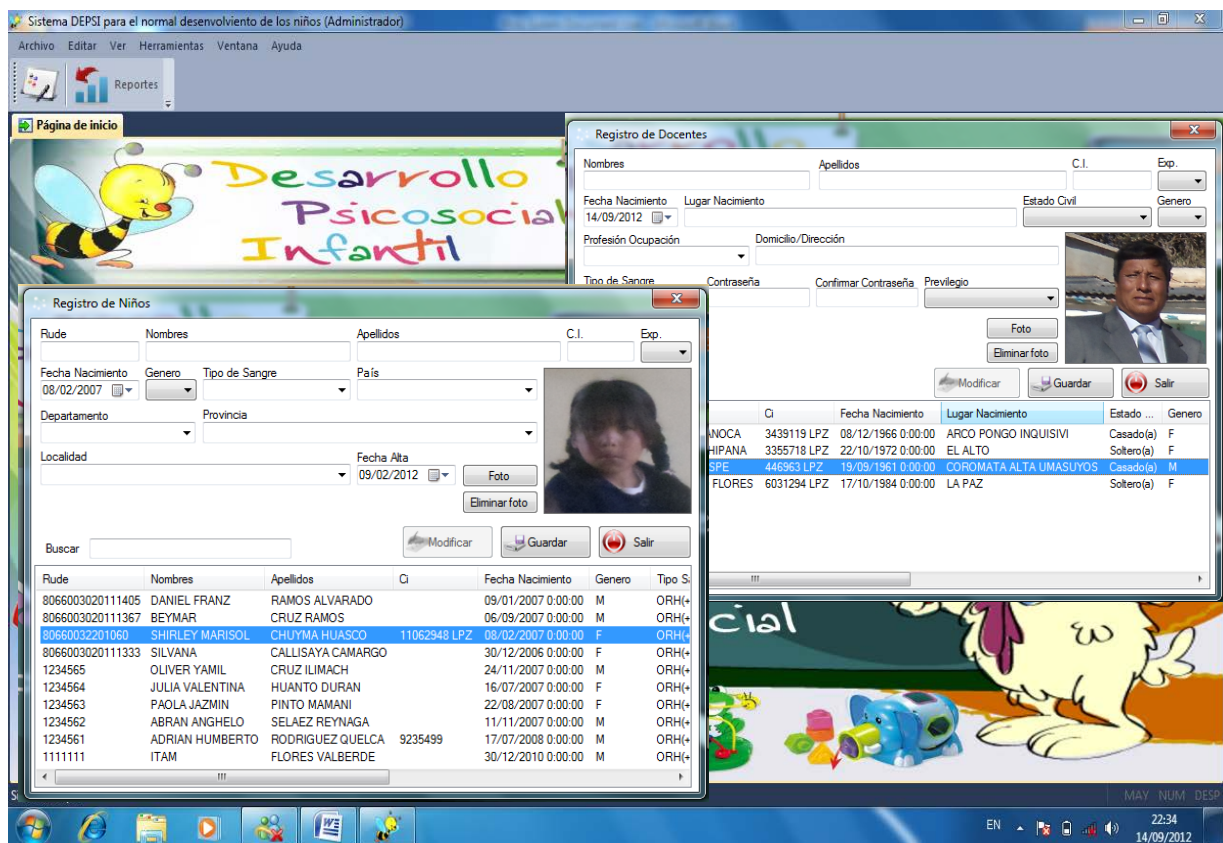 Sistema DEPSI para el normal desenvolviento de los niños (Administrador)
Archivo Editar Ver Herramientas Ventana Ayuda
Reportes
Página de inicio
Desarrollo
Psicosocial
Infantil
Registro de Docentes
Nombres Apellidos C.I. Exp.
Fecha Nacimiento Lugar Nacimiento Estado Civil Genero
14/09/2012
Profesión Ocupación Domicilio/Dirección
Tipo de Sangre Contraseña Confirmar Contraseña Previlegio
Foto
Eliminar foto
Modificar Guardar Salir
Ci Fecha Nacimiento Lugar Nacimiento Estado ... Genero
ANOCA 3439119 LPZ 08/12/1966 0:00:00 ARCO PONGO INQUISIVI Casado(a) F
HIPANA 3355718 LPZ 22/10/1972 0:00:00 EL ALTO Soltero(a) F
SPE 446963 LPZ 19/09/1961 0:00:00 COROMATA ALTA UMASUYOS Casado(a) M
FLORES 6031294 LPZ 17/10/1984 0:00:00 LA PAZ Soltero(a) F
Registro de Niños
Rude Nombres Apellidos C.I. Exp.
Fecha Nacimiento Genero Tipo de Sangre País
08/02/2007
Departamento Provincia
Localidad Fecha Alta
09/02/2012 Foto
Eliminar foto
Buscar Modificar Guardar Salir
Rude Nombres Apellidos Ci Fecha Nacimiento Genero Tipo S
8066003020111405 DANIEL FRANZ RAMOS ALVARADO 09/01/2007 0:00:00 M ORH(+
8066003020111367 BEYMAR CRUZ RAMOS 06/09/2007 0:00:00 M ORH(+
80660032201060 SHIRLEY MARISOL CHUYMA HUASCO 11062948 LPZ 08/02/2007 0:00:00 F ORH(+
8066003020111333 SILVANA CALLISAYA CAMARGO 30/12/2006 0:00:00 F ORH(+
1234565 OLIVER YAMIL CRUZ ILIMACH 24/11/2007 0:00:00 M ORH(+
1234564 JULIA VALENTINA HUANTO DURAN 16/07/2007 0:00:00 F ORH(+
1234563 PAOLA JAZMIN PINTO MAMANI 22/08/2007 0:00:00 F ORH(+
1234562 ABRAN ANGHELO SELAEZ REYNAGA 11/11/2007 0:00:00 M ORH(+
1234561 ADRIAN HUMBERTO RODRIGUEZ QUELCA 9235499 17/07/2008 0:00:00 M ORH(+
1111111 ITAM FLORES VALBERDE 30/12/2010 0:00:00 M ORH(+
cial
MAY NUM DESP
EN 22:34
14/09/2012